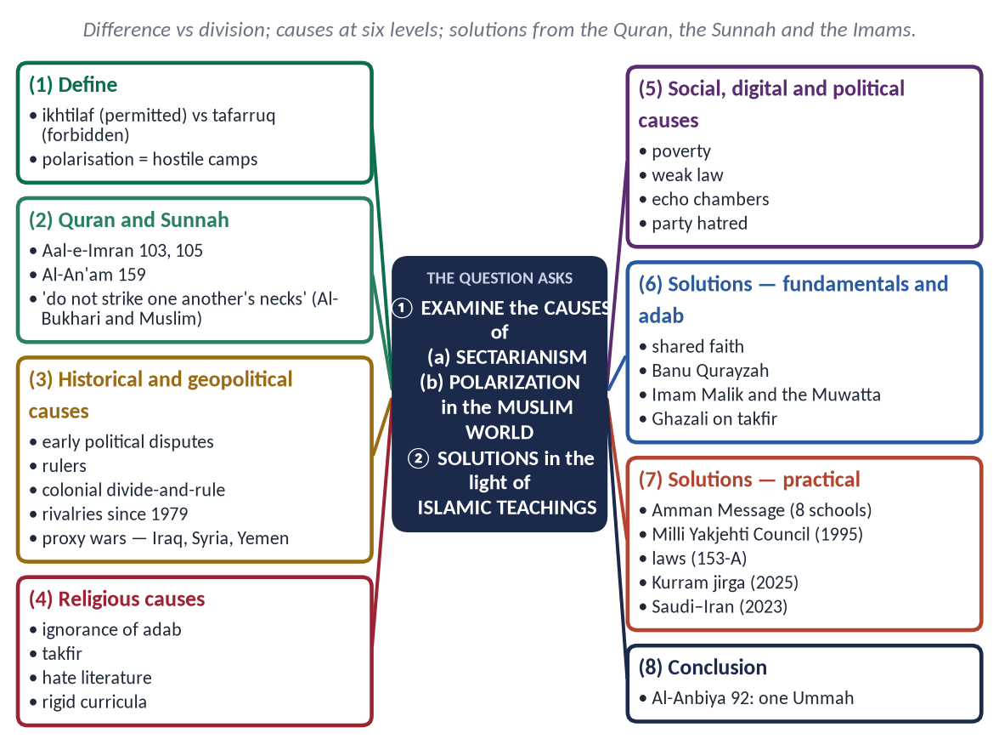 Difference vs division; causes at six levels; solutions from the Quran, the Sunnah and the Imams.
(1) Define
• ikhtilaf (permitted) vs tafarruq
(forbidden)
• polarisation = hostile camps
(2) Quran and Sunnah
• Aal-e-Imran 103, 105
• Al-An'am 159
• 'do not strike one another's necks' (Al-
Bukhari and Muslim)
(3) Historical and geopolitical
causes
• early political disputes
• rulers
• colonial divide-and-rule
• rivalries since 1979
• proxy wars — Iraq, Syria, Yemen
(4) Religious causes
• ignorance of adab
• takfir
• hate literature
• rigid curricula
THE QUESTION ASKS
① EXAMINE the CAUSES
of
(a) SECTARIANISM
(b) POLARIZATION
in the MUSLIM
WORLD
② SOLUTIONS in the
light of
ISLAMIC TEACHINGS
(5) Social, digital and political
causes
• poverty
• weak law
• echo chambers
• party hatred
(6) Solutions — fundamentals and
adab
• shared faith
• Banu Qurayzah
• Imam Malik and the Muwatta
• Ghazali on takfir
(7) Solutions — practical
• Amman Message (8 schools)
• Milli Yakjehti Council (1995)
• laws (153-A)
• Kurram jirga (2025)
• Saudi–Iran (2023)
(8) Conclusion
• Al-Anbiya 92: one Ummah